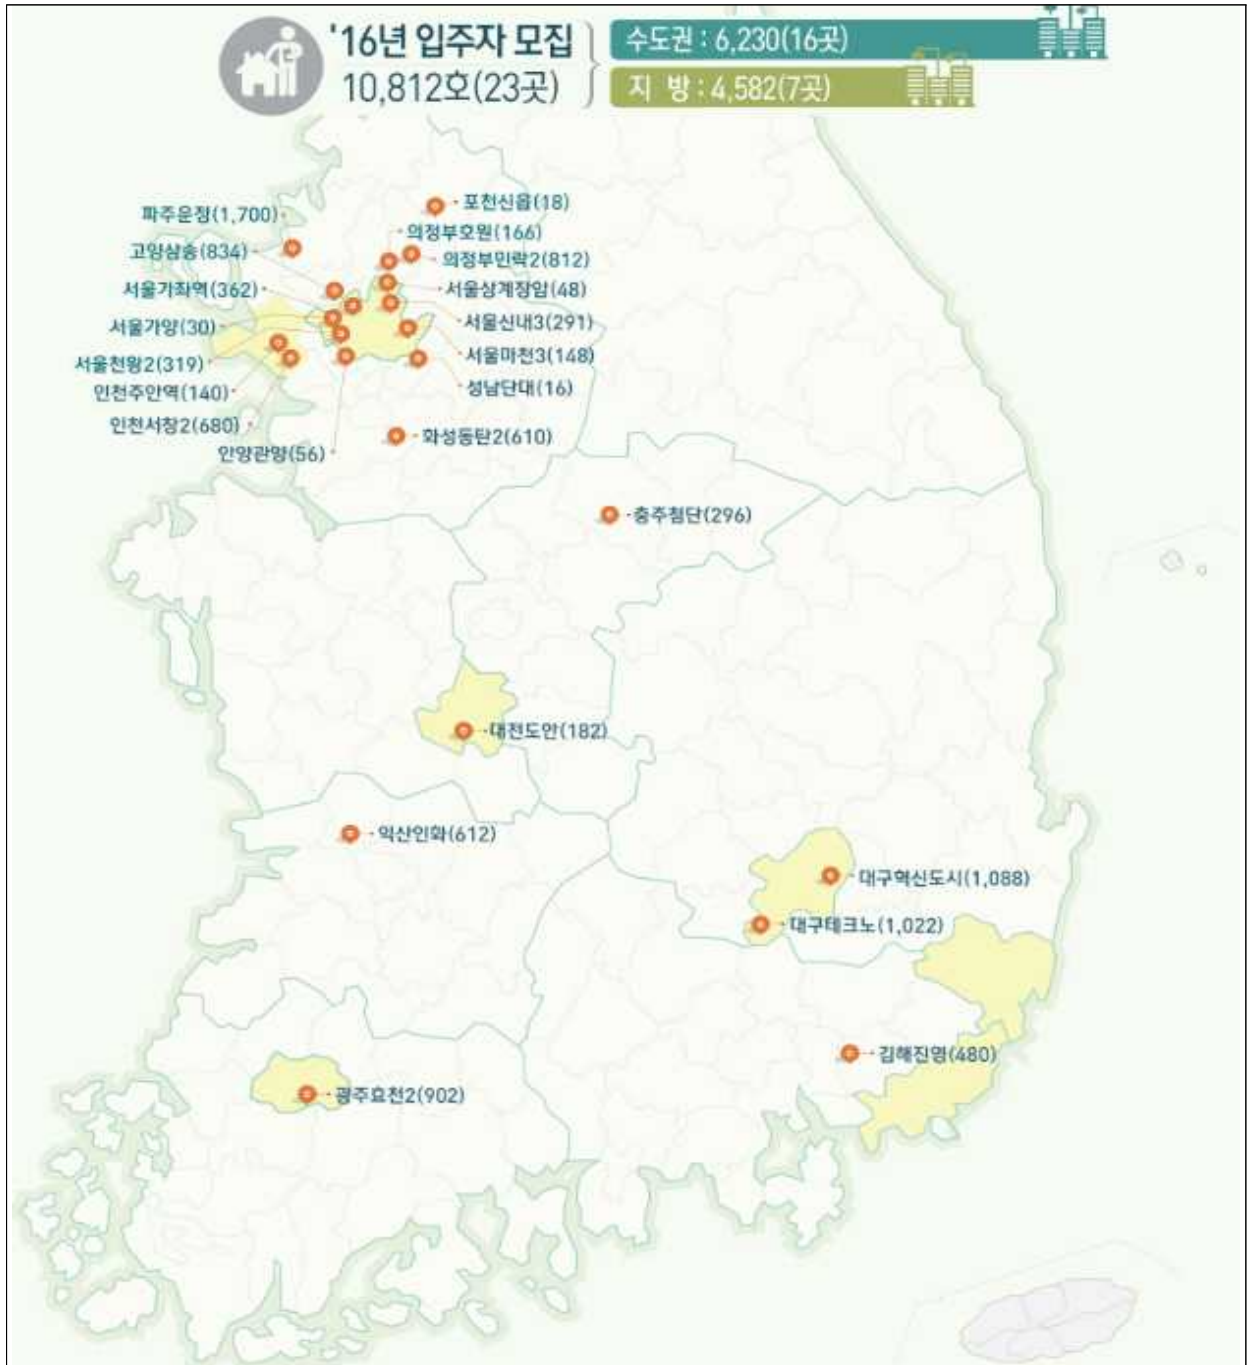 '16년 입주자 모집
10,812호(23곳)
수도권 : 6,230(16곳)
지 방 : 4,582(7곳)
포천신읍(18)
파주운정(1,700)
의정부호원(166)
고양삼송(834)
의정부민락2(812)
서울가좌역(362)
서울상계장암(48)
서울가양(30)
서울신내3(291)
서울천왕2(319)
서울마천3(148)
인천주안역(140)
성남단대(16)
인천서창2(680)
안양관양(56)
화성동탄2(610)
충주첨단(296)
대전도안(182)
익산인화(612)
대구혁신도시(1,088)
대구테크노(1,022)
김해진영(480)
광주효천2(902)